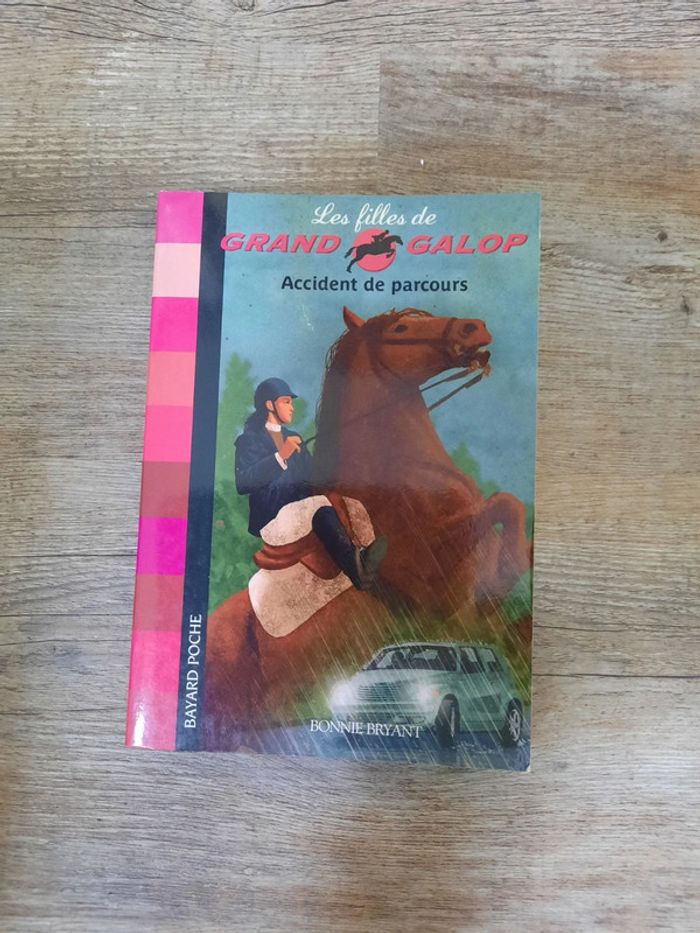 Les filles de
GRAND GALOP
Accident de parcours
BAYARD POCHE
BONNIE BRYANT